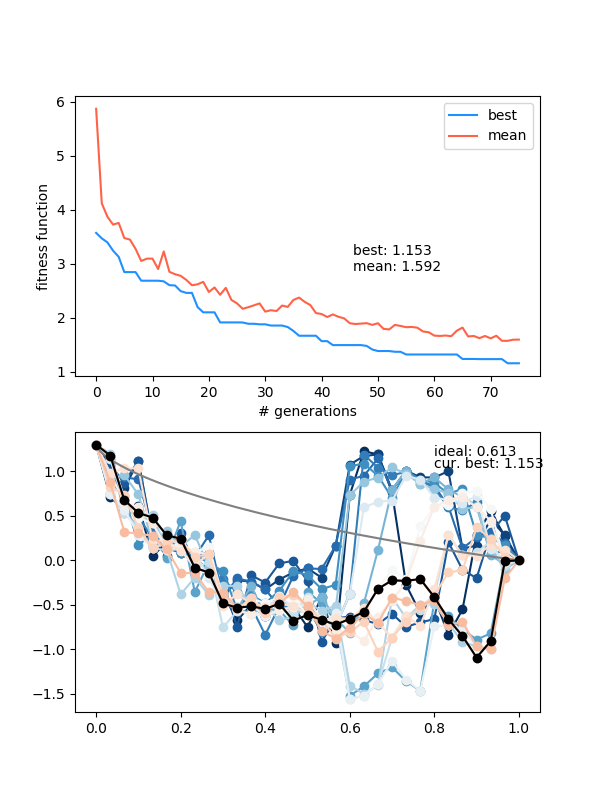 6
5
4
3
2
1
fitness function
best
mean
best: 1.153
mean: 1.592
0 10 20 30 40 50 60 70
# generations
ideal: 0.613
cur. best: 1.153
1.0
0.5
0.0
−0.5
−1.0
−1.5
0.0 0.2 0.4 0.6 0.8 1.0